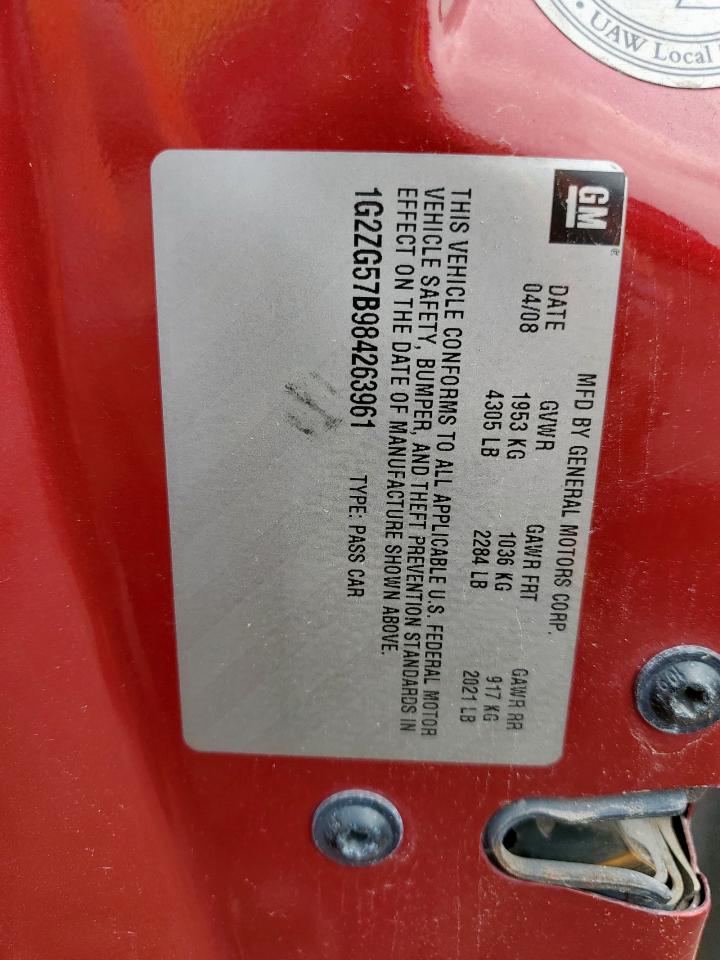 UAW Local
GM
MFD BY GENERAL MOTORS CORP.
DATE GVWR GAWR FRT GAWR RR
04/08 1953 KG 1036 KG 917 KG
4305 LB 2284 LB 2021 LB
THIS VEHICLE CONFORMS TO ALL APPLICABLE U.S. FEDERAL MOTOR
VEHICLE SAFETY, BUMPER, AND THEFT PREVENTION STANDARDS IN
EFFECT ON THE DATE OF MANUFACTURE SHOWN ABOVE.
1G2ZG57B984263961 TYPE: PASS CAR